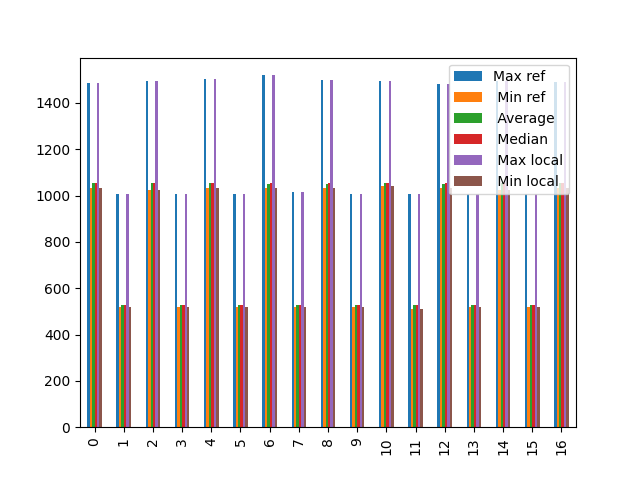 1400
1200
1000
800
600
400
200
0
Max ref
Min ref
Average
Median
Max local
Min local
0 1 2 3 4 5 6 7 8 9 10 11 12 13 14 15 16